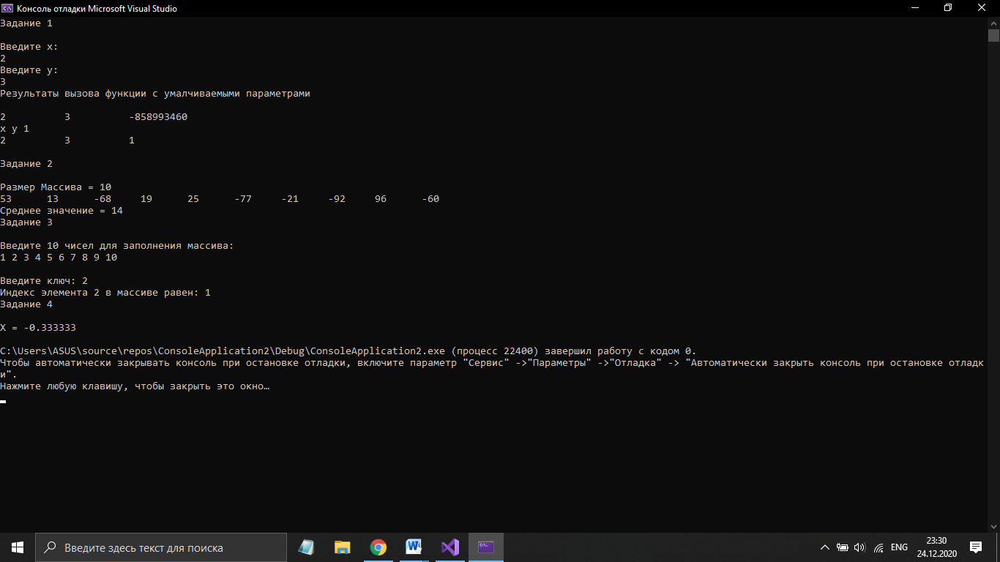 Консоль отладки Microsoft Visual Studio
Задание 1
Введите x:
2
Введите y:
3
Результаты вызова функции с умалчиваемыми параметрами
2 3 -858993460
x y 1
2 3 1
Задание 2
Размер Массива = 10
53 13 -68 19 25 -77 -21 -92 96 -60
Среднее значение = 14
Задание 3
Введите 10 чисел для заполнения массива:
1 2 3 4 5 6 7 8 9 10
Введите ключ: 2
Индекс элемента 2 в массиве равен: 1
Задание 4
X = -0.333333
C:\Users\ASUS\source\repos\ConsoleApplication2\Debug\ConsoleApplication2.exe (процесс 22400) завершил работу с кодом 0.
Чтобы автоматически закрывать консоль при остановке отладки, включите параметр "Сервис" ->"Параметры" ->"Отладка" -> "Автоматически закрыть консоль при остановке отладк
и".
Нажмите любую клавишу, чтобы закрыть это окно…
Введите здесь текст для поиска
ENG
23:30
24.12.2020